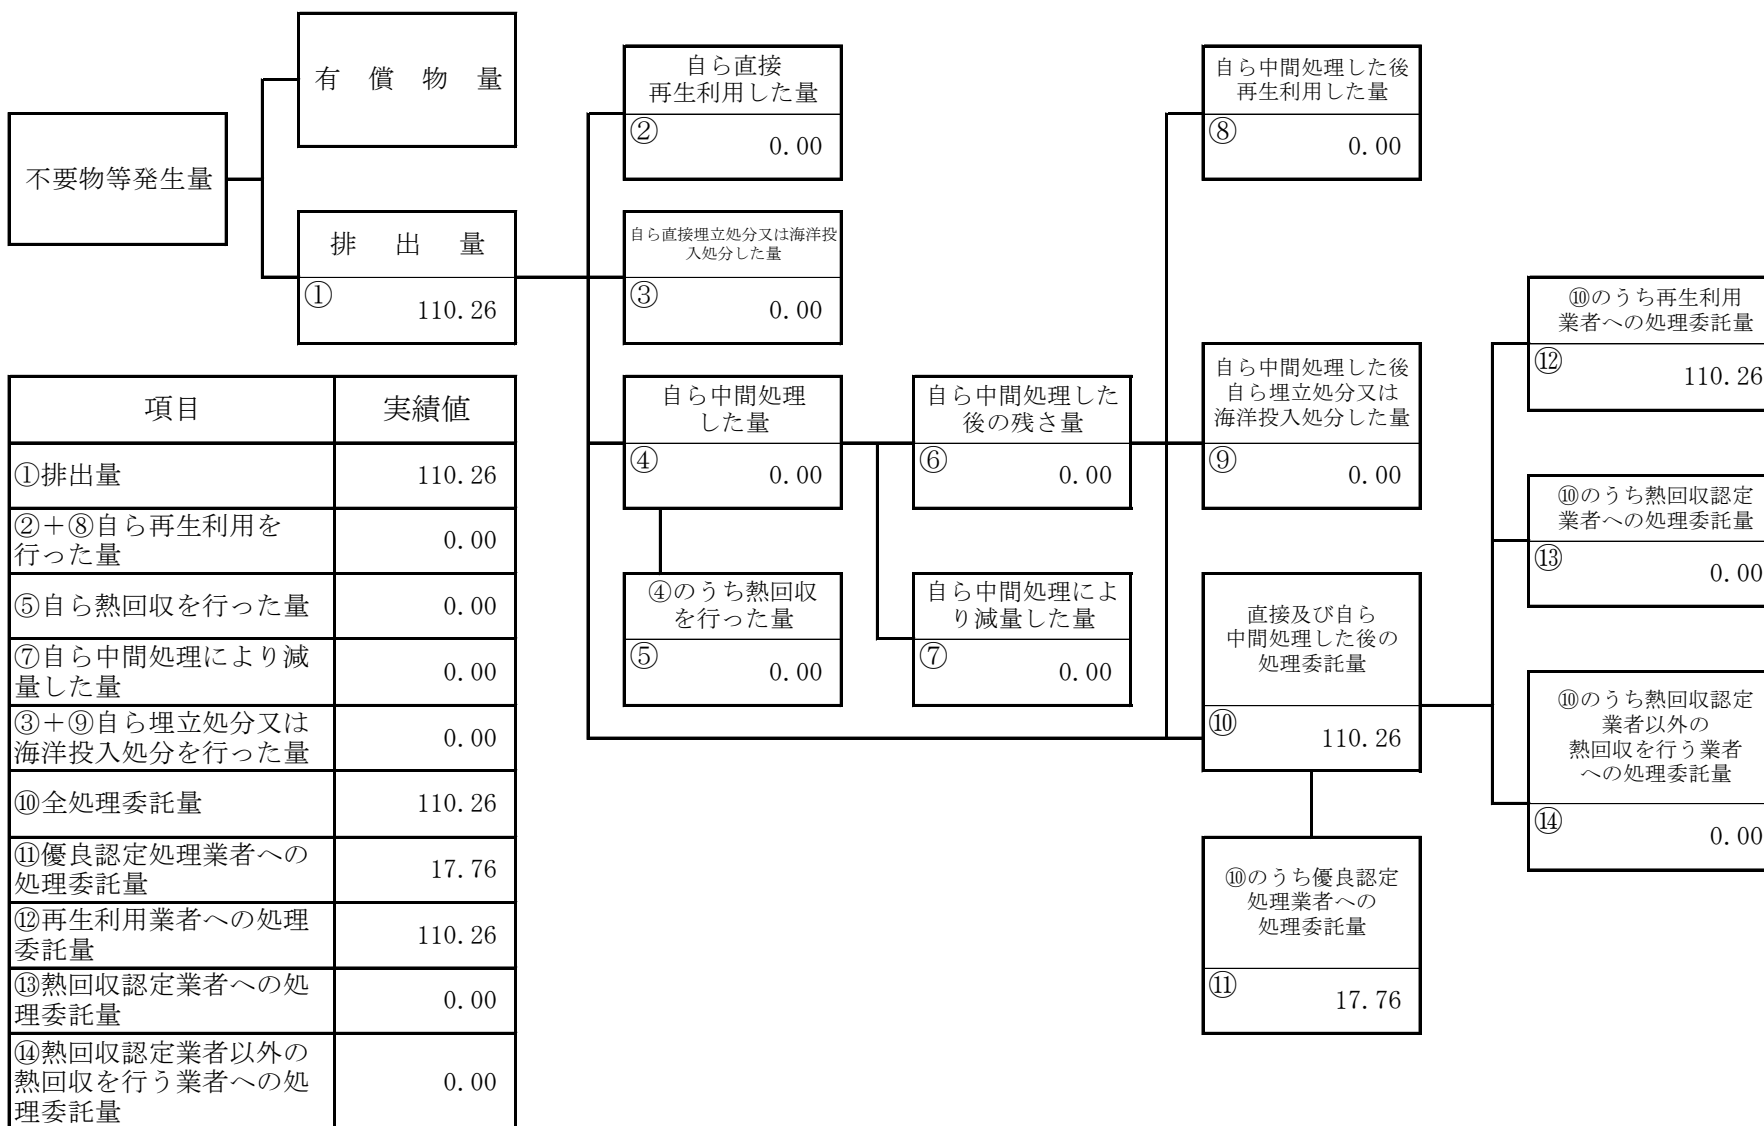 有償物量
不要物等発生量
排出量
①
110.26
自ら直接
再生利用した量
②
0.00
自ら直接埋立処分又は海洋投
入処分した量
③
0.00
自ら中間処理
した量
④
0.00
④のうち熱回収
を行った量
⑤
0.00
自ら中間処理した
後の残さ量
⑥
0.00
自ら中間処理によ
り減量した量
⑦
0.00
自ら中間処理した後
再生利用した量
⑧
0.00
自ら中間処理した後
自ら埋立処分又は
海洋投入処分した量
⑨
0.00
直接及び自ら
中間処理した後の
処理委託量
⑩
110.26
⑩のうち優良認定
処理業者への
処理委託量
⑪
17.76
⑩のうち再生利用
業者への処理委託量
⑫
110.26
⑩のうち熱回収認定
業者への処理委託量
⑬
0.00
⑩のうち熱回収認定
業者以外の
熱回収を行う業者
への処理委託量
⑭
0.00
項目 実績値
①排出量 110.26
②＋⑧自ら再生利用を
行った量 0.00
⑤自ら熱回収を行った量 0.00
⑦自ら中間処理により減
量した量 0.00
③＋⑨自ら埋立処分又は
海洋投入処分を行った量 0.00
⑩全処理委託量 110.26
⑪優良認定処理業者への
処理委託量 17.76
⑫再生利用業者への処理
委託量 110.26
⑬熱回収認定業者への処
理委託量 0.00
⑭熱回収認定業者以外の
熱回収を行う業者への処
理委託量 0.00